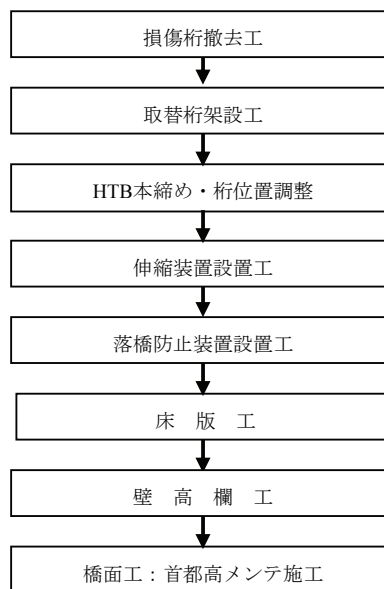 損傷桁撤去工
取替桁架設工
HTB本締め・桁位置調整
伸縮装置設置工
落橋防止装置設置工
床　版　工
壁　高　欄　工
橋面工：首都高メンテ施工